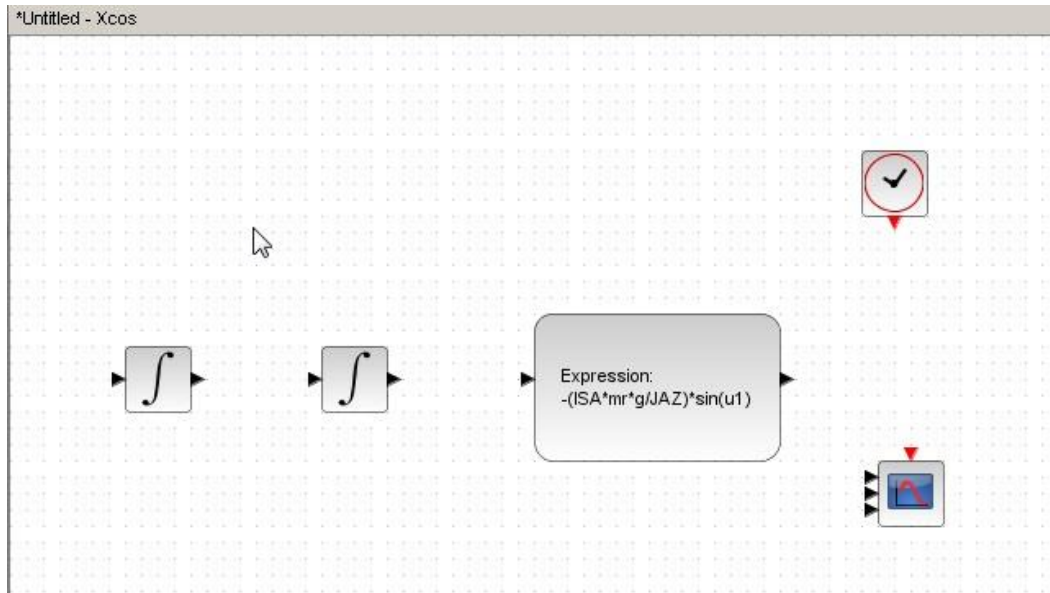 *Untitled - Xcos
Expression:
-(ISA*mr*g/JAZ)*sin(u1)